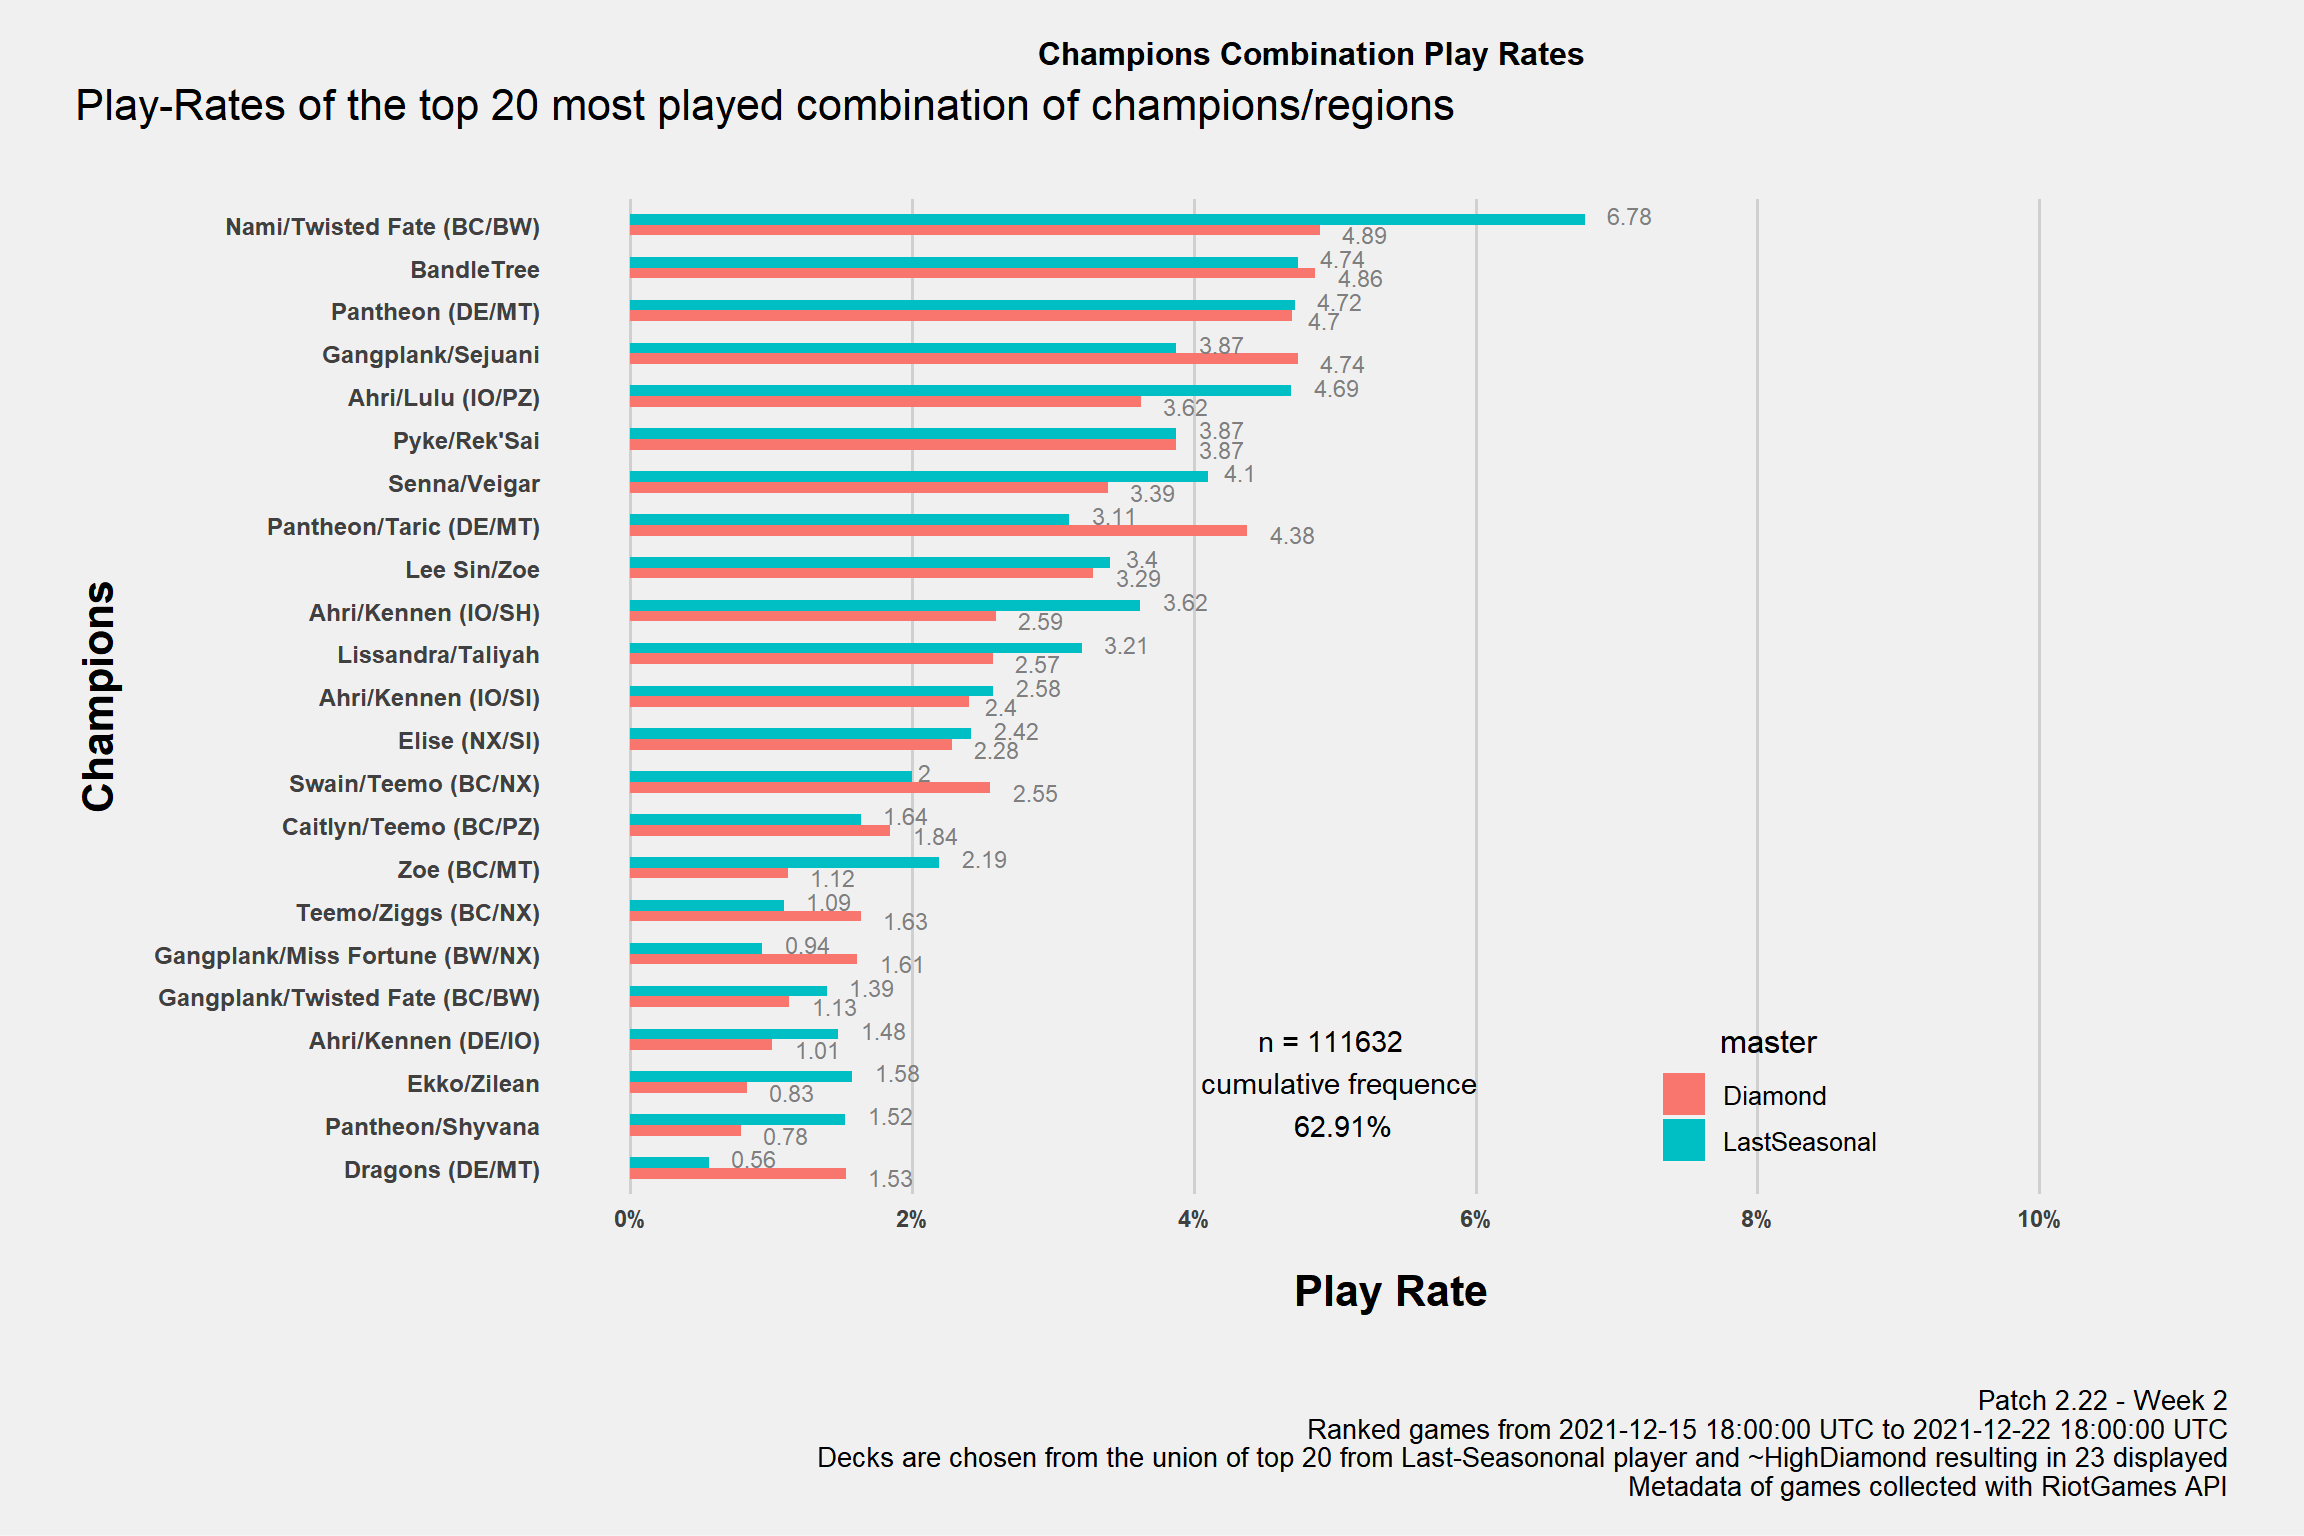 Champions Combination Play Rates
Play-Rates of the top 20 most played combination of champions/regions
Champions
Nami/Twisted Fate (BC/BW)
6.78
4.89
BandleTree
4.74
4.86
Pantheon (DE/MT)
4.72
4.7
Gangplank/Sejuani
3.87
4.74
Ahri/Lulu (IO/PZ)
4.69
3.62
Pyke/Rek'Sai
3.87
3.87
Senna/Veigar
4.1
3.39
Pantheon/Taric (DE/MT)
3.11
4.38
Lee Sin/Zoe
3.4
3.29
Ahri/Kennen (IO/SH)
3.62
2.59
Lissandra/Taliyah
3.21
2.57
Ahri/Kennen (IO/SI)
2.58
2.4
Elise (NX/SI)
2.42
2.28
Swain/Teemo (BC/NX)
2
2.55
Caitlyn/Teemo (BC/PZ)
1.64
1.84
Zoe (BC/MT)
2.19
1.12
Teemo/Ziggs (BC/NX)
1.09
1.63
Gangplank/Miss Fortune (BW/NX)
0.94
1.61
Gangplank/Twisted Fate (BC/BW)
1.39
1.13
Ahri/Kennen (DE/IO)
1.48
1.01
Ekko/Zilean
1.58
0.83
Pantheon/Shyvana
1.52
0.78
Dragons (DE/MT)
0.56
1.53
n = 111632
cumulative frequence
62.91%
master
Diamond
LastSeasonal
0% 2% 4% 6% 8% 10%
Play Rate
Patch 2.22 - Week 2
Ranked games from 2021-12-15 18:00:00 UTC to 2021-12-22 18:00:00 UTC
Decks are chosen from the union of top 20 from Last-Seasononal player and ~HighDiamond resulting in 23 displayed
Metadata of games collected with RiotGames API